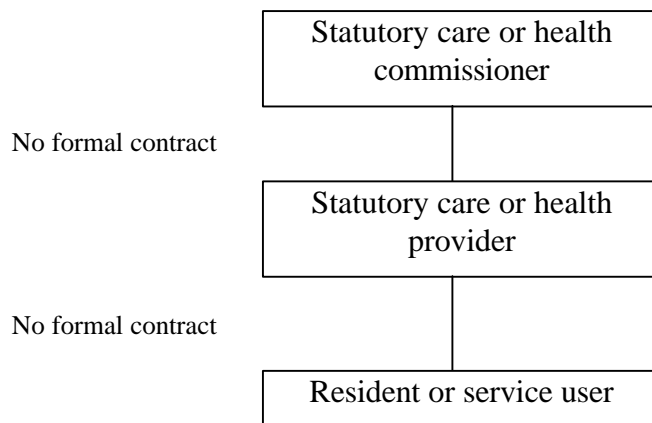 Statutory care or health
commissioner
No formal contract
Statutory care or health
provider
No formal contract
Resident or service user